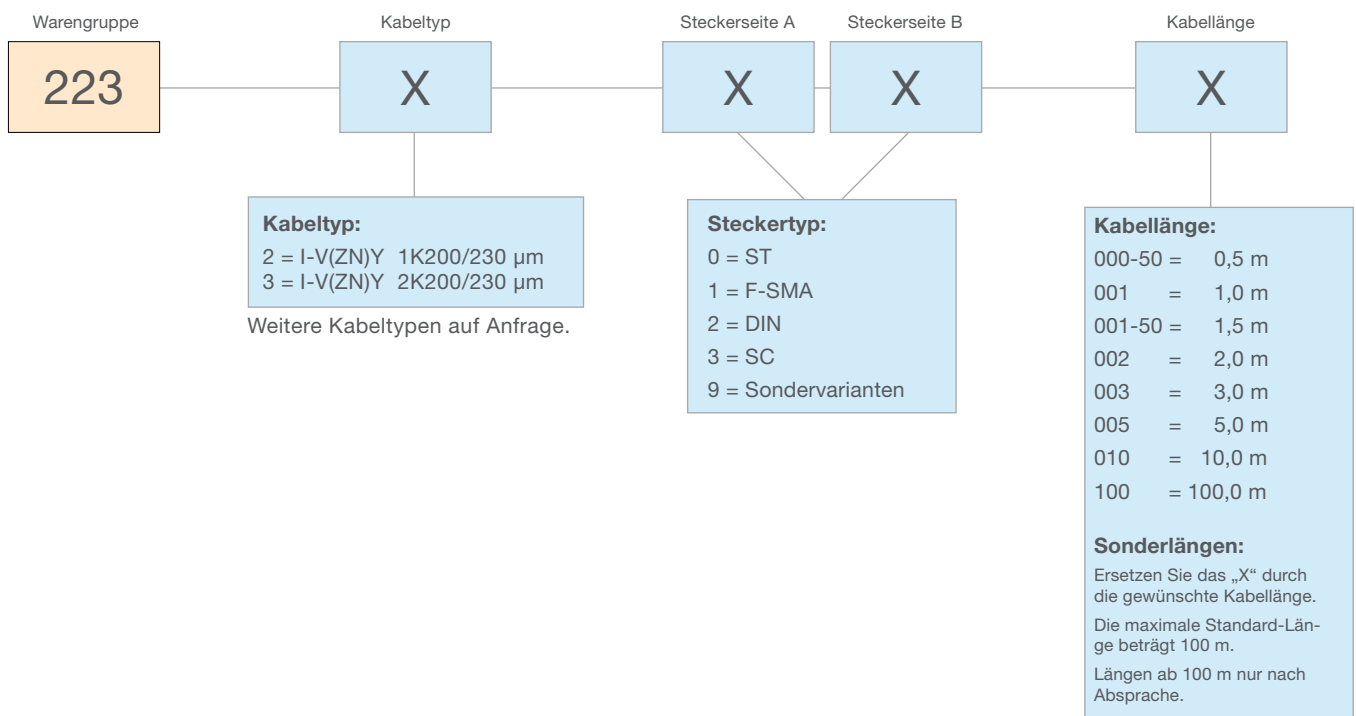 Warengruppe
Kabeltyp
Steckerseite A
Steckerseite B
Kabellänge
223
X
X
X
X
Kabeltyp:
2 = I-V(ZN)Y 1K200/230 µm
3 = I-V(ZN)Y 2K200/230 µm
Weitere Kabeltypen auf Anfrage.
Steckertyp:
0 = ST
1 = F-SMA
2 = DIN
3 = SC
9 = Sondervarianten
Kabellänge:
000-50 = 0,5 m
001 = 1,0 m
001-50 = 1,5 m
002 = 2,0 m
003 = 3,0 m
005 = 5,0 m
010 = 10,0 m
100 = 100,0 m
Sonderlängen:
Ersetzen Sie das „X“ durch
die gewünschte Kabellänge.
Die maximale Standard-Län-
ge beträgt 100 m.
Längen ab 100 m nur nach
Absprache.